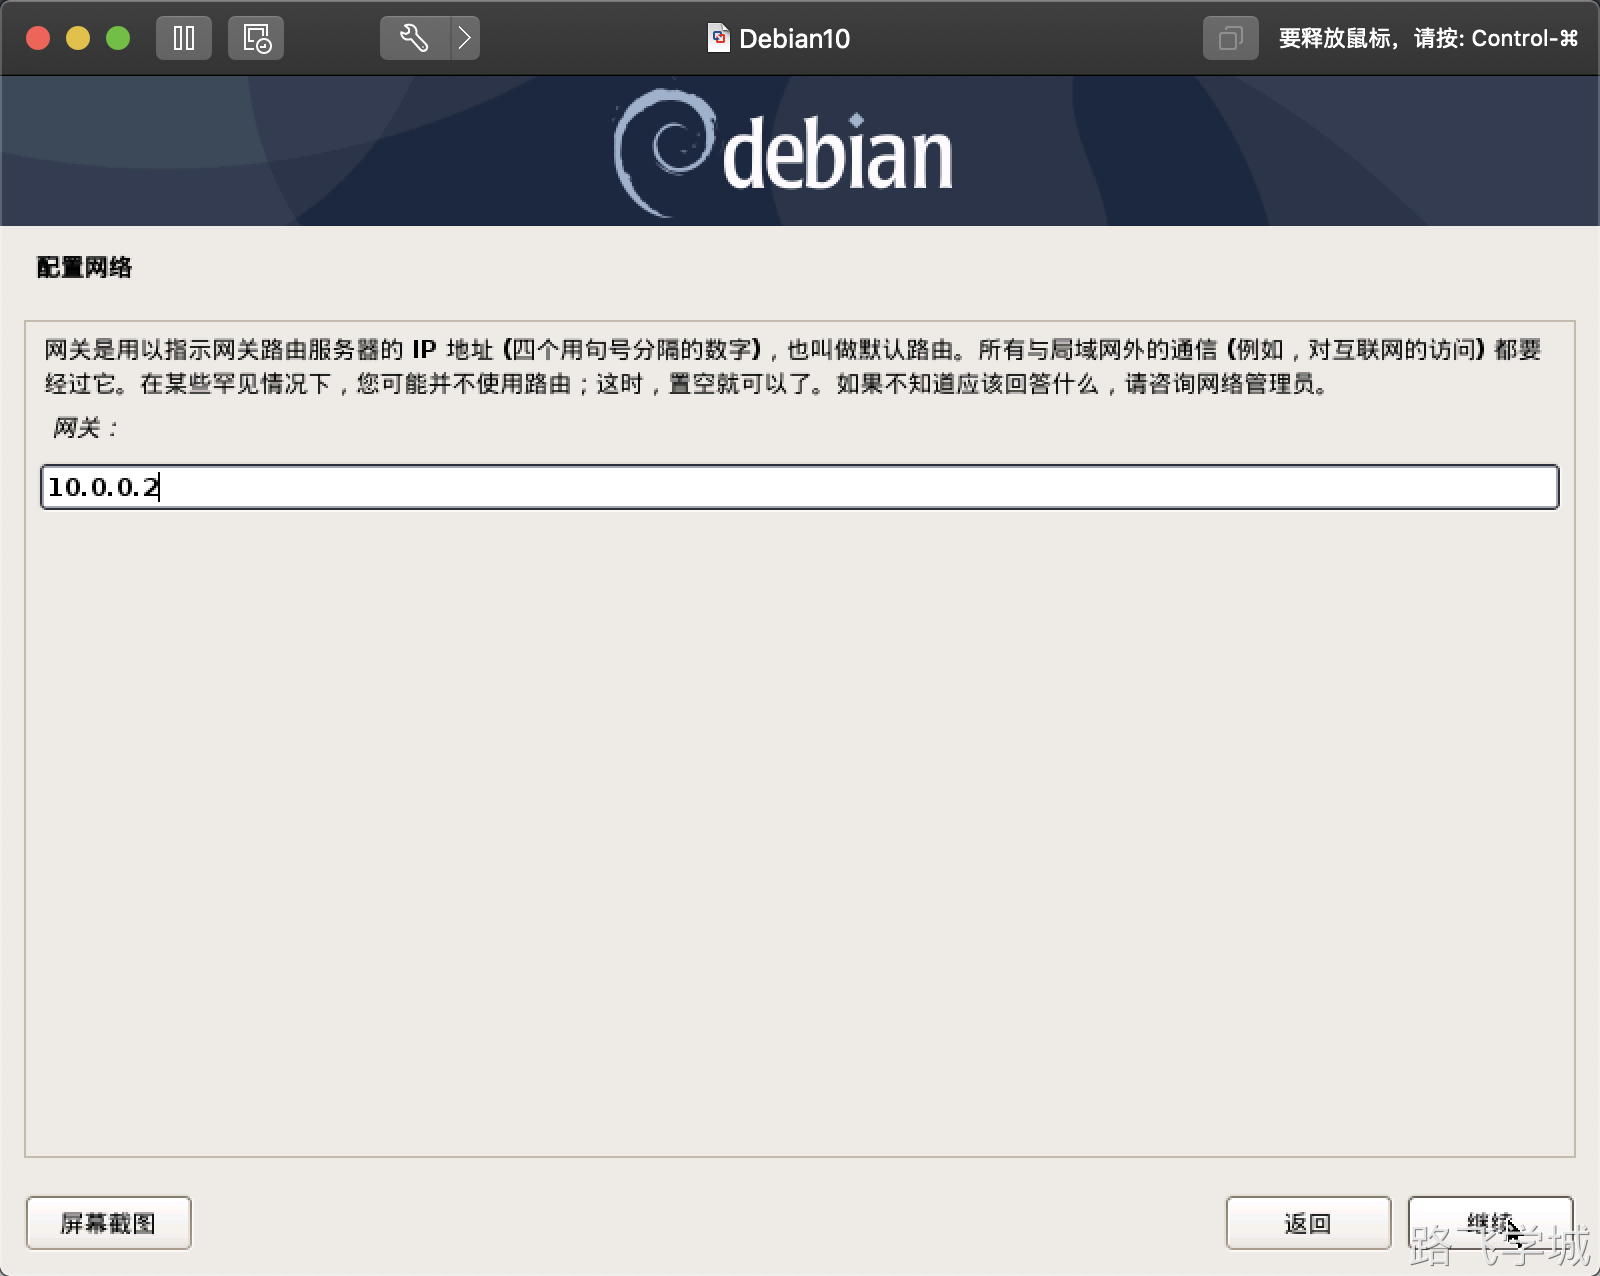 Debian10
要释放鼠标，请按: Control-⌘
debian
配置网络
网关是用以指示网关路由服务器的 IP 地址 (四个用句号分隔的数字)，也叫做默认路由。所有与局域网外的通信 (例如，对互联网的访问) 都要
经过它。在某些罕见情况下，您可能并不使用路由；这时，置空就可以了。如果不知道应该回答什么，请咨询网络管理员。
网关：
10.0.0.2
屏幕截图
返回
继续
路飞学城